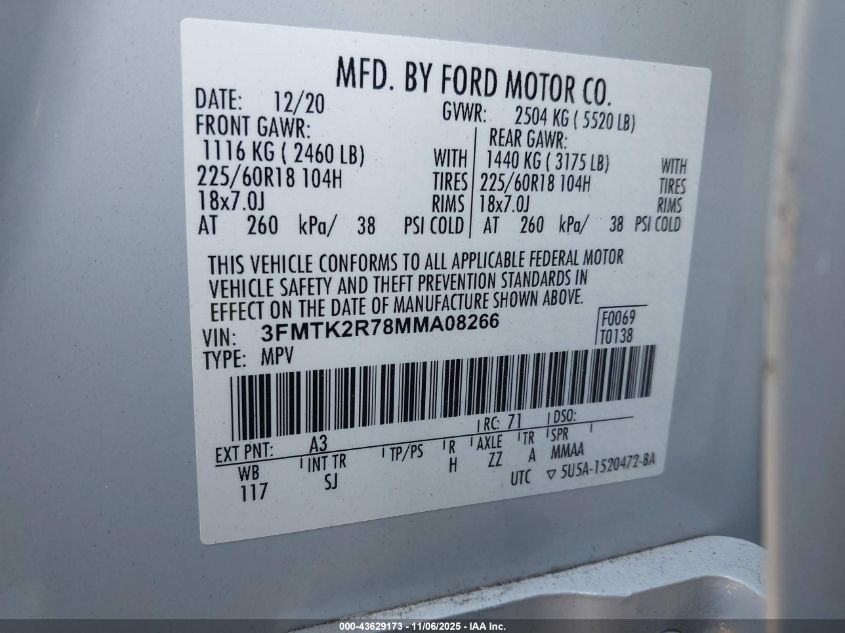 MFD. BY FORD MOTOR CO.
DATE: 12/20 GVWR: 2504 KG ( 5520 LB)
FRONT GAWR: REAR GAWR:
1116 KG ( 2460 LB) WITH 1440 KG ( 3175 LB) WITH
225/60R18 104H TIRES 225/60R18 104H TIRES
18x7.0J RIMS 18x7.0J RIMS
AT 260 kPa/ 38 PSI COLD AT 260 kPa/ 38 PSI COLD
THIS VEHICLE CONFORMS TO ALL APPLICABLE FEDERAL MOTOR
VEHICLE SAFETY AND THEFT PREVENTION STANDARDS IN
EFFECT ON THE DATE OF MANUFACTURE SHOWN ABOVE.
VIN: 3FMTK2R78MMA08266 F0069
TYPE: MPV T0138
EXT PNT: A3 RC: 71 DSO:
WB INT TR TP/PS R AXLE TR SPR
117 SJ H ZZ A MMAA
UTC ▽ 5U5A-1520472-BA
000-43629173 - 11/06/2025 - IAA Inc.